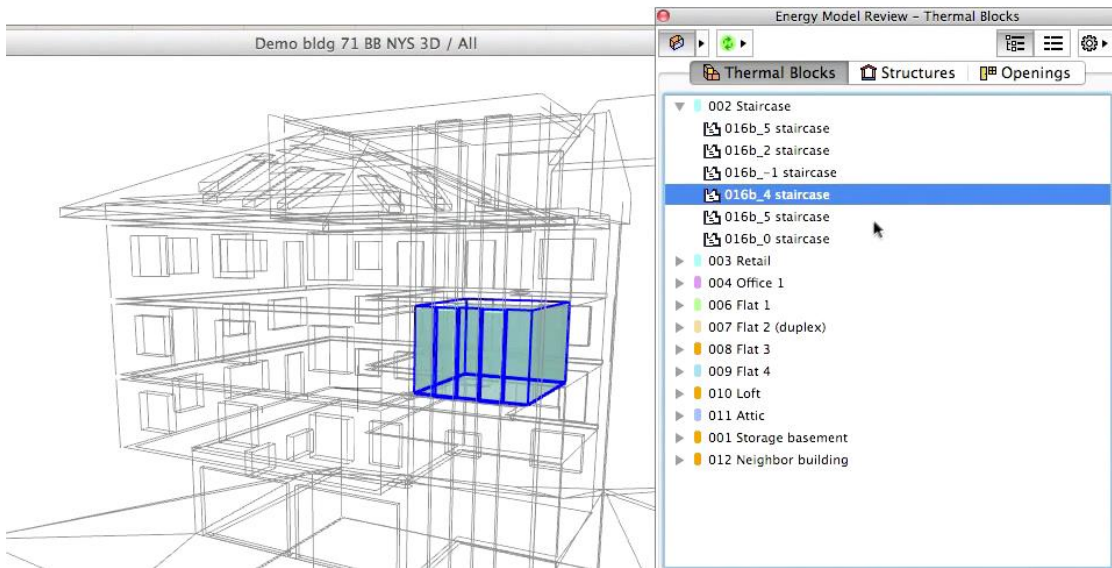 Demo bldg 71 BB NYS 3D / All
Energy Model Review – Thermal Blocks
Thermal Blocks
Structures
Openings
002 Staircase
016b_5 staircase
016b_2 staircase
016b_-1 staircase
016b_4 staircase
016b_5 staircase
016b_0 staircase
003 Retail
004 Office 1
006 Flat 1
007 Flat 2 (duplex)
008 Flat 3
009 Flat 4
010 Loft
011 Attic
001 Storage basement
012 Neighbor building